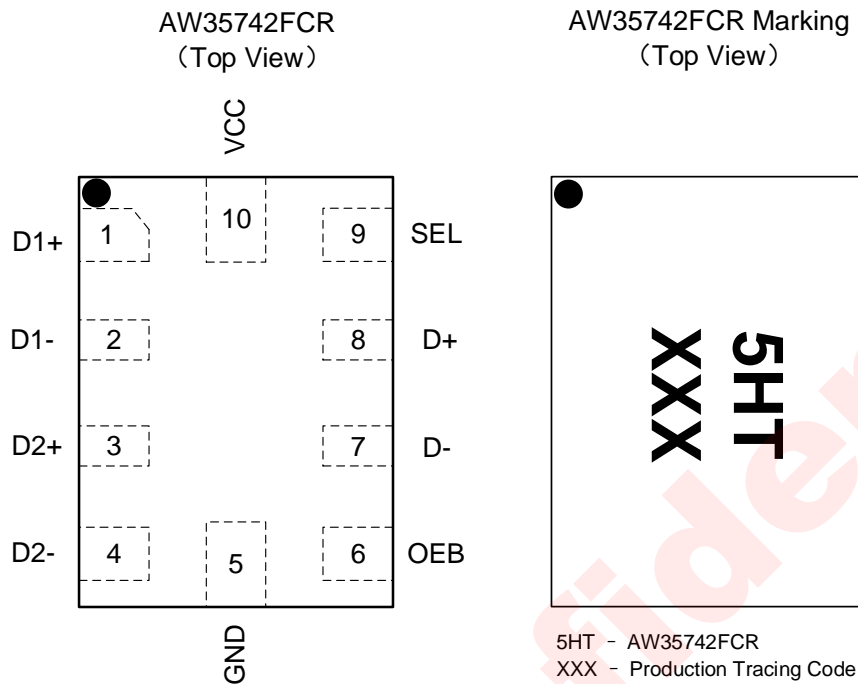 AW35742FCR
（Top View）
VCC
D1+ 1 10 9 SEL
D1- 2 8 D+
D2+ 3 7 D-
D2- 4 5 6 OEB
GND
AW35742FCR Marking
（Top View）
5HT
XXX
5HT - AW35742FCR
XXX - Production Tracing Code